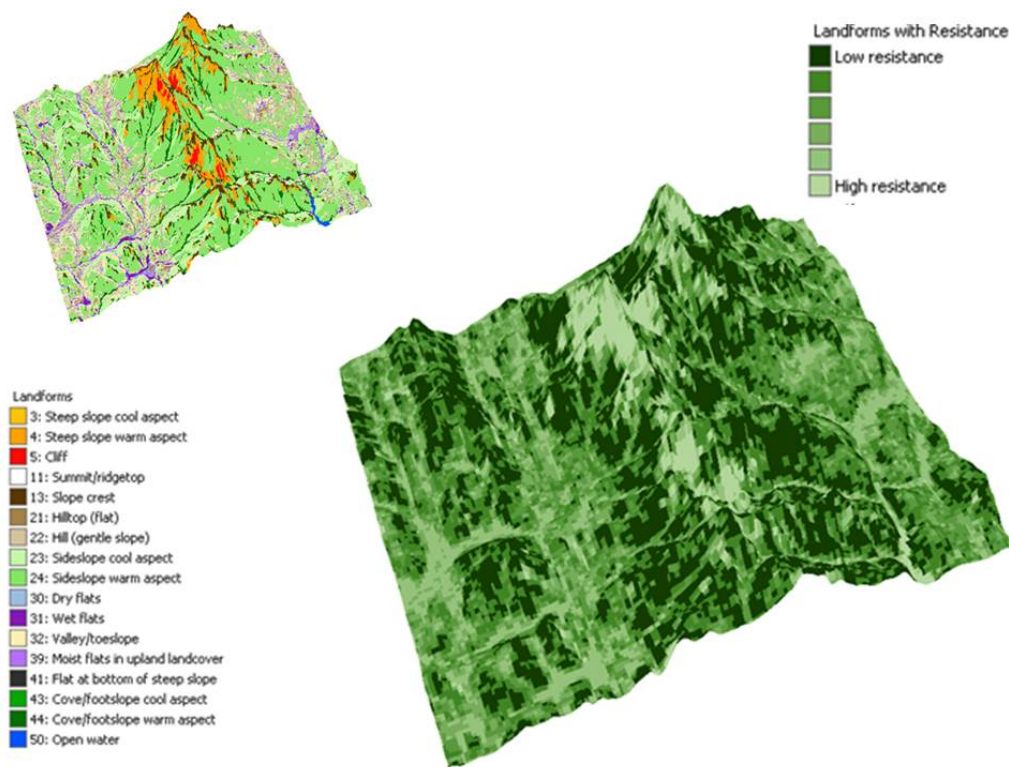 Landforms with Resistance
Low resistance
High resistance
Landforms
3: Steep slope cool aspect
4: Steep slope warm aspect
5: Cliff
11: Summit/ridgetop
13: Slope crest
21: Hilltop (flat)
22: Hill (gentle slope)
23: Sideslope cool aspect
24: Sideslope warm aspect
30: Dry flats
31: Wet flats
32: Valley/toeslope
39: Moist flats in upland landcover
41: Flat at bottom of steep slope
43: Cove/footslope cool aspect
44: Cove/footslope warm aspect
50: Open water